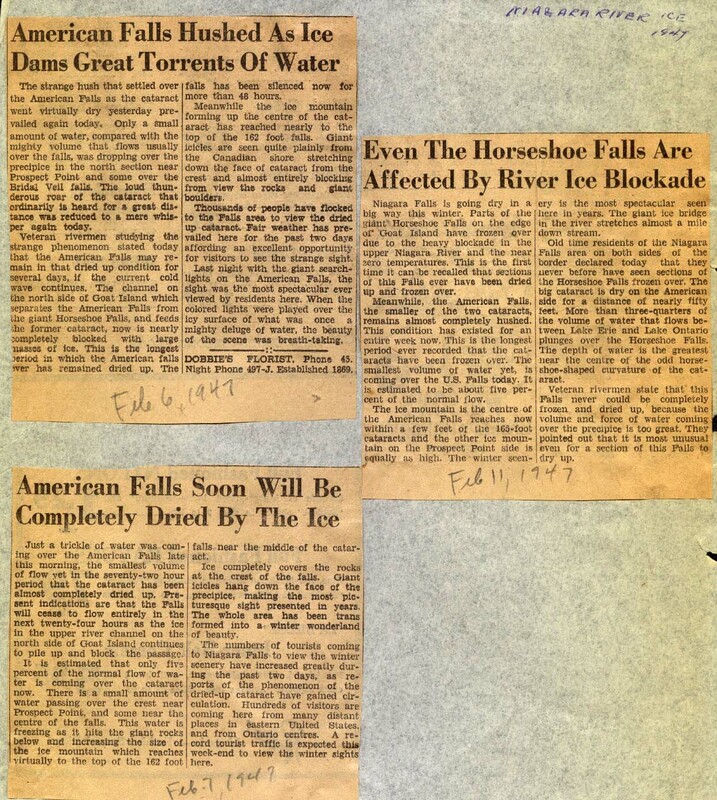 NIAGARA RIVER ICE
1947
American Falls Hushed As Ice
Dams Great Torrents Of Water
The strange hush that settled over
the American Falls as the cataract
went virtually dry yesterday pre-
vailed again today. Only a small
amount of water, compared with the
mighty volume that flows usually
over the falls, was dropping over the
precipice in the north section near
Prospect Point and some over the
Bridal Veil falls. The loud thun-
derous roar of the cataract that
ordinarily is heard for a great dis-
tance was reduced to a mere whis-
per again today.
Veteran rivermen studying the
strange phenomenon stated today
that the American Falls may re-
main in that dried up condition for
several days, if the current cold
wave continues. The channel on
the north side of Goat Island which
separates the American Falls from
the giant Horseshoe Falls, and feeds
the former cataract, now is nearly
completely blocked with large
masses of ice. This is the longest
period in which the American falls
ever has remained dried up. The
falls has been silenced now for
more than 48 hours.
Meanwhile the ice mountain
forming up the centre of the cat-
aract has reached nearly to the
top of the 162 foot falls. Giant
icicles are seen quite plainly from
the Canadian shore stretching
down the face of cataract from the
crest and almost entirely blocking
from view the rocks and giant
boulders.
Thousands of people have flocked
to the Falls area to view the dried
up cataract. Fair weather has pre-
vailed here for the past two days
affording an excellent opportunity
for visitors to see the strange sight.
Last night with the giant search-
lights on the American Falls, the
sight was the most spectacular ever
viewed by residents here. When the
colored lights were played over the
icy surface of what was once a
mighty deluge of water, the beauty
of the scene was breath-taking.
DOBBIE'S FLORIST. Phone 45.
Night Phone 497-J. Established 1869.
Feb 6, 1947
Even The Horseshoe Falls Are
Affected By River Ice Blockade
Niagara Falls is going dry in a
big way this winter. Parts of the
giant Horseshoe Falls on the edge
of Goat Island have frozen over
due to the heavy blockade in the
upper Niagara River and the near
zero temperatures. This is the first
time it can be recalled that sections
of this Falls ever have been dried
up and frozen over.
Meanwhile, the American Falls,
the smaller of the two cataracts,
remains almost completely hushed.
This condition has existed for an
entire week now. This is the longest
period ever recorded that the cat-
aracts have been frozen over. The
smallest volume of water yet, is
coming over the U.S. Falls today. It
is estimated to be about five per
cent of the normal flow.
The ice mountain is the centre of
the American Falls reaches now
within a few feet of the 165-foot
cataracts and the other ice moun-
tain on the Prospect Point side is
equally as high. The winter scen-
ery is the most spectacular seen
here in years. The giant ice bridge
in the river stretches almost a mile
down stream.
Old time residents of the Niagara
Falls area on both sides of the
border declared today that they
never before have seen sections of
the Horseshoe Falls frozen over. The
big cataract is dry on the American
side for a distance of nearly fifty
feet. More than three-quarters of
the volume of water that flows be-
tween Lake Erie and Lake Ontario
plunges over the Horseshoe Falls.
The depth of water is the greatest
near the centre of the odd horse-
shoe-shaped curvature of the cat-
aract.
Veteran rivermen state that this
Falls never could be completely
frozen and dried up, because the
volume and force of water coming
over the precipice is too great. They
pointed out that it is most unusual
even for a section of this Falls to
dry up.
Feb 11, 1947
American Falls Soon Will Be
Completely Dried By The Ice
Just a trickle of water was com-
ing over the American Falls late
this morning, the smallest volume
of flow yet in the seventy-two hour
period that the cataract has been
almost completely dried up. Pre-
sent indications are that the Falls
will cease to flow entirely in the
next twenty-four hours as the ice
in the upper river channel on the
north side of Goat Island continues
to pile up and block the passage.
It is estimated that only five
percent of the normal flow of wa-
ter is coming over the cataract
now. There is a small amount of
water passing over the crest near
Prospect Point, and some near the
centre of the falls. This water is
freezing as it hits the giant rocks
below and increasing the size of
the ice mountain which reaches
virtually to the top of the 162 foot
falls near the middle of the catar-
act.
Ice completely covers the rocks
at the crest of the falls. Giant
icicles hang down the face of the
precipice, making the most pic-
turesque sight presented in years.
The whole area has been trans
formed into a winter wonderland
of beauty.
The numbers of tourists coming
to Niagara Falls to view the winter
scenery have increased greatly dur-
ing the past two days, as re-
ports of the phenomenon of the
dried-up cataract have gained cir-
culation. Hundreds of visitors are
coming here from many distant
places in eastern United States,
and from Ontario centres. A re-
cord tourist traffic is expected this
week-end to view the winter sights
here.
Feb. 7, 1947